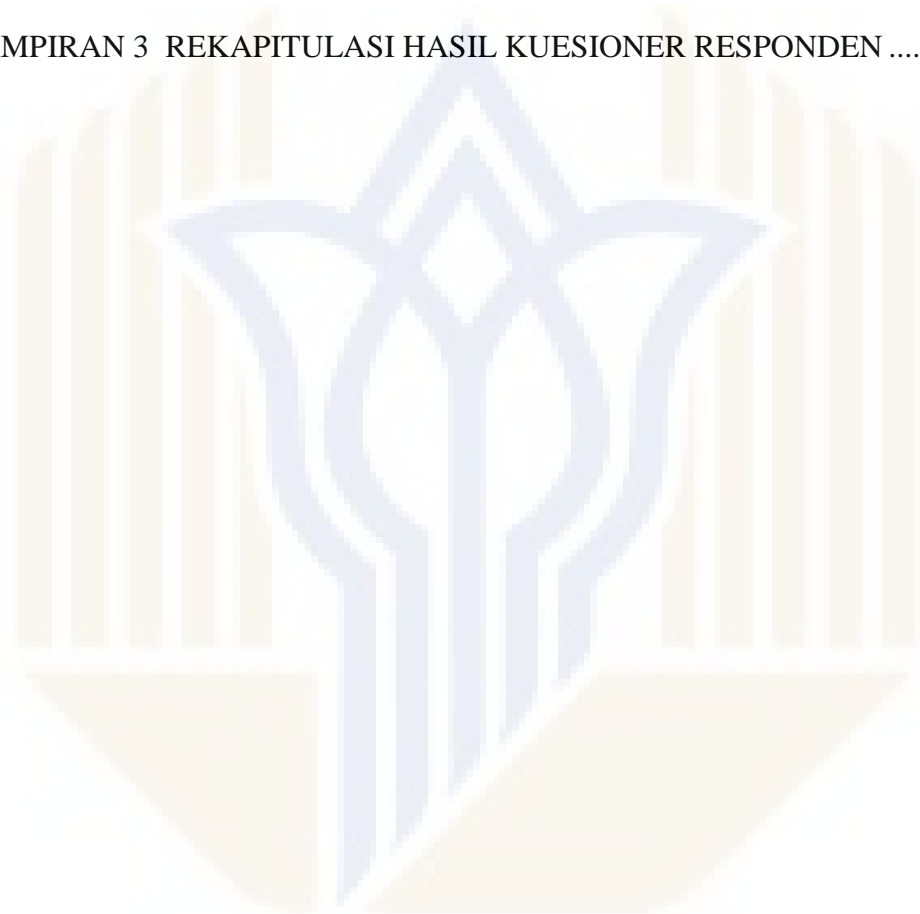 MPIRAN 3 REKAPITULASI HASIL KUESIONER RESPONDEN ....